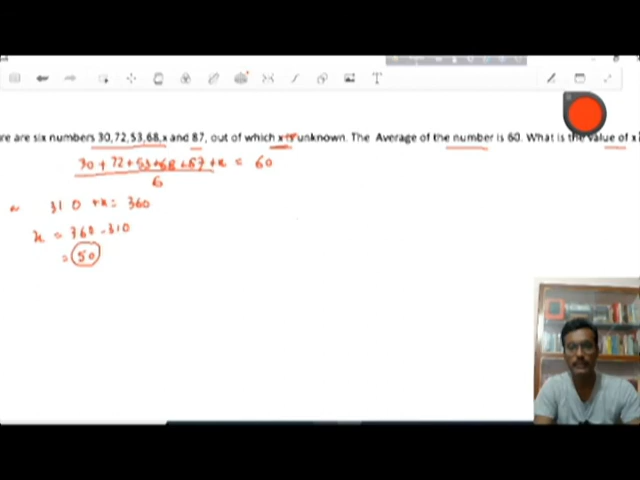 re are six numbers 30,72,53,68,x and 87, out of which x is unknown. The Average of the number is 60. What is the value of x
30 + 72 + 53 + 68 + 87 + x = 60
6
310 + x = 360
x = 360 - 310
= 50